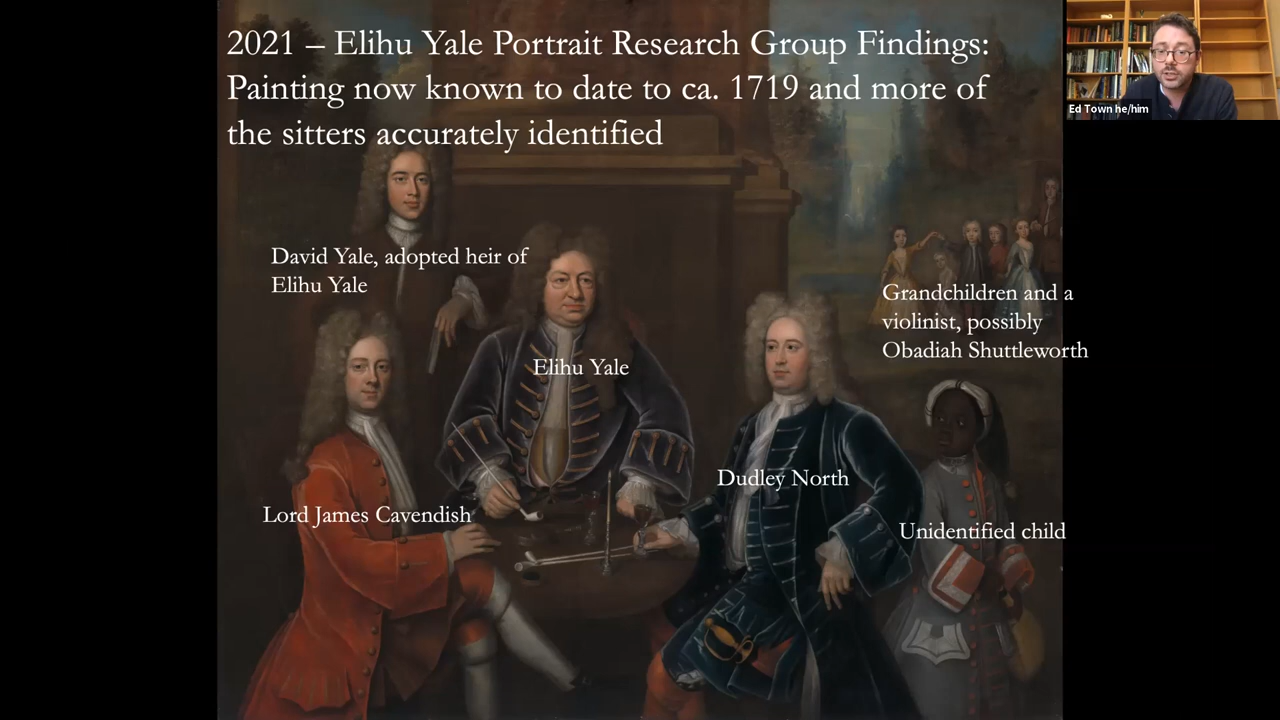 2021 – Elihu Yale Portrait Research Group Findings:
Painting now known to date to ca. 1719 and more of
the sitters accurately identified
Ed Town he/him
David Yale, adopted heir of
Elihu Yale
Grandchildren and a
violinist, possibly
Obadiah Shuttleworth
Elihu Yale
Dudley North
Lord James Cavendish
Unidentified child